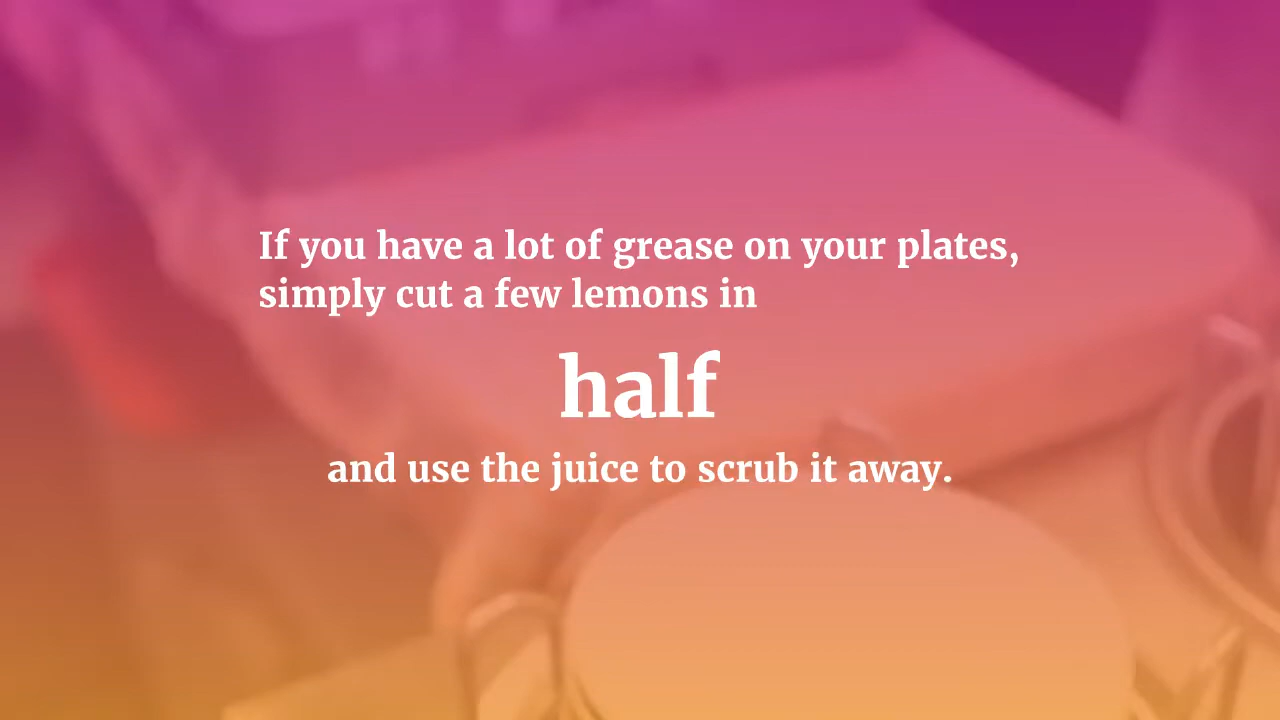 If you have a lot of grease on your plates,
simply cut a few lemons in
half
and use the juice to scrub it away.